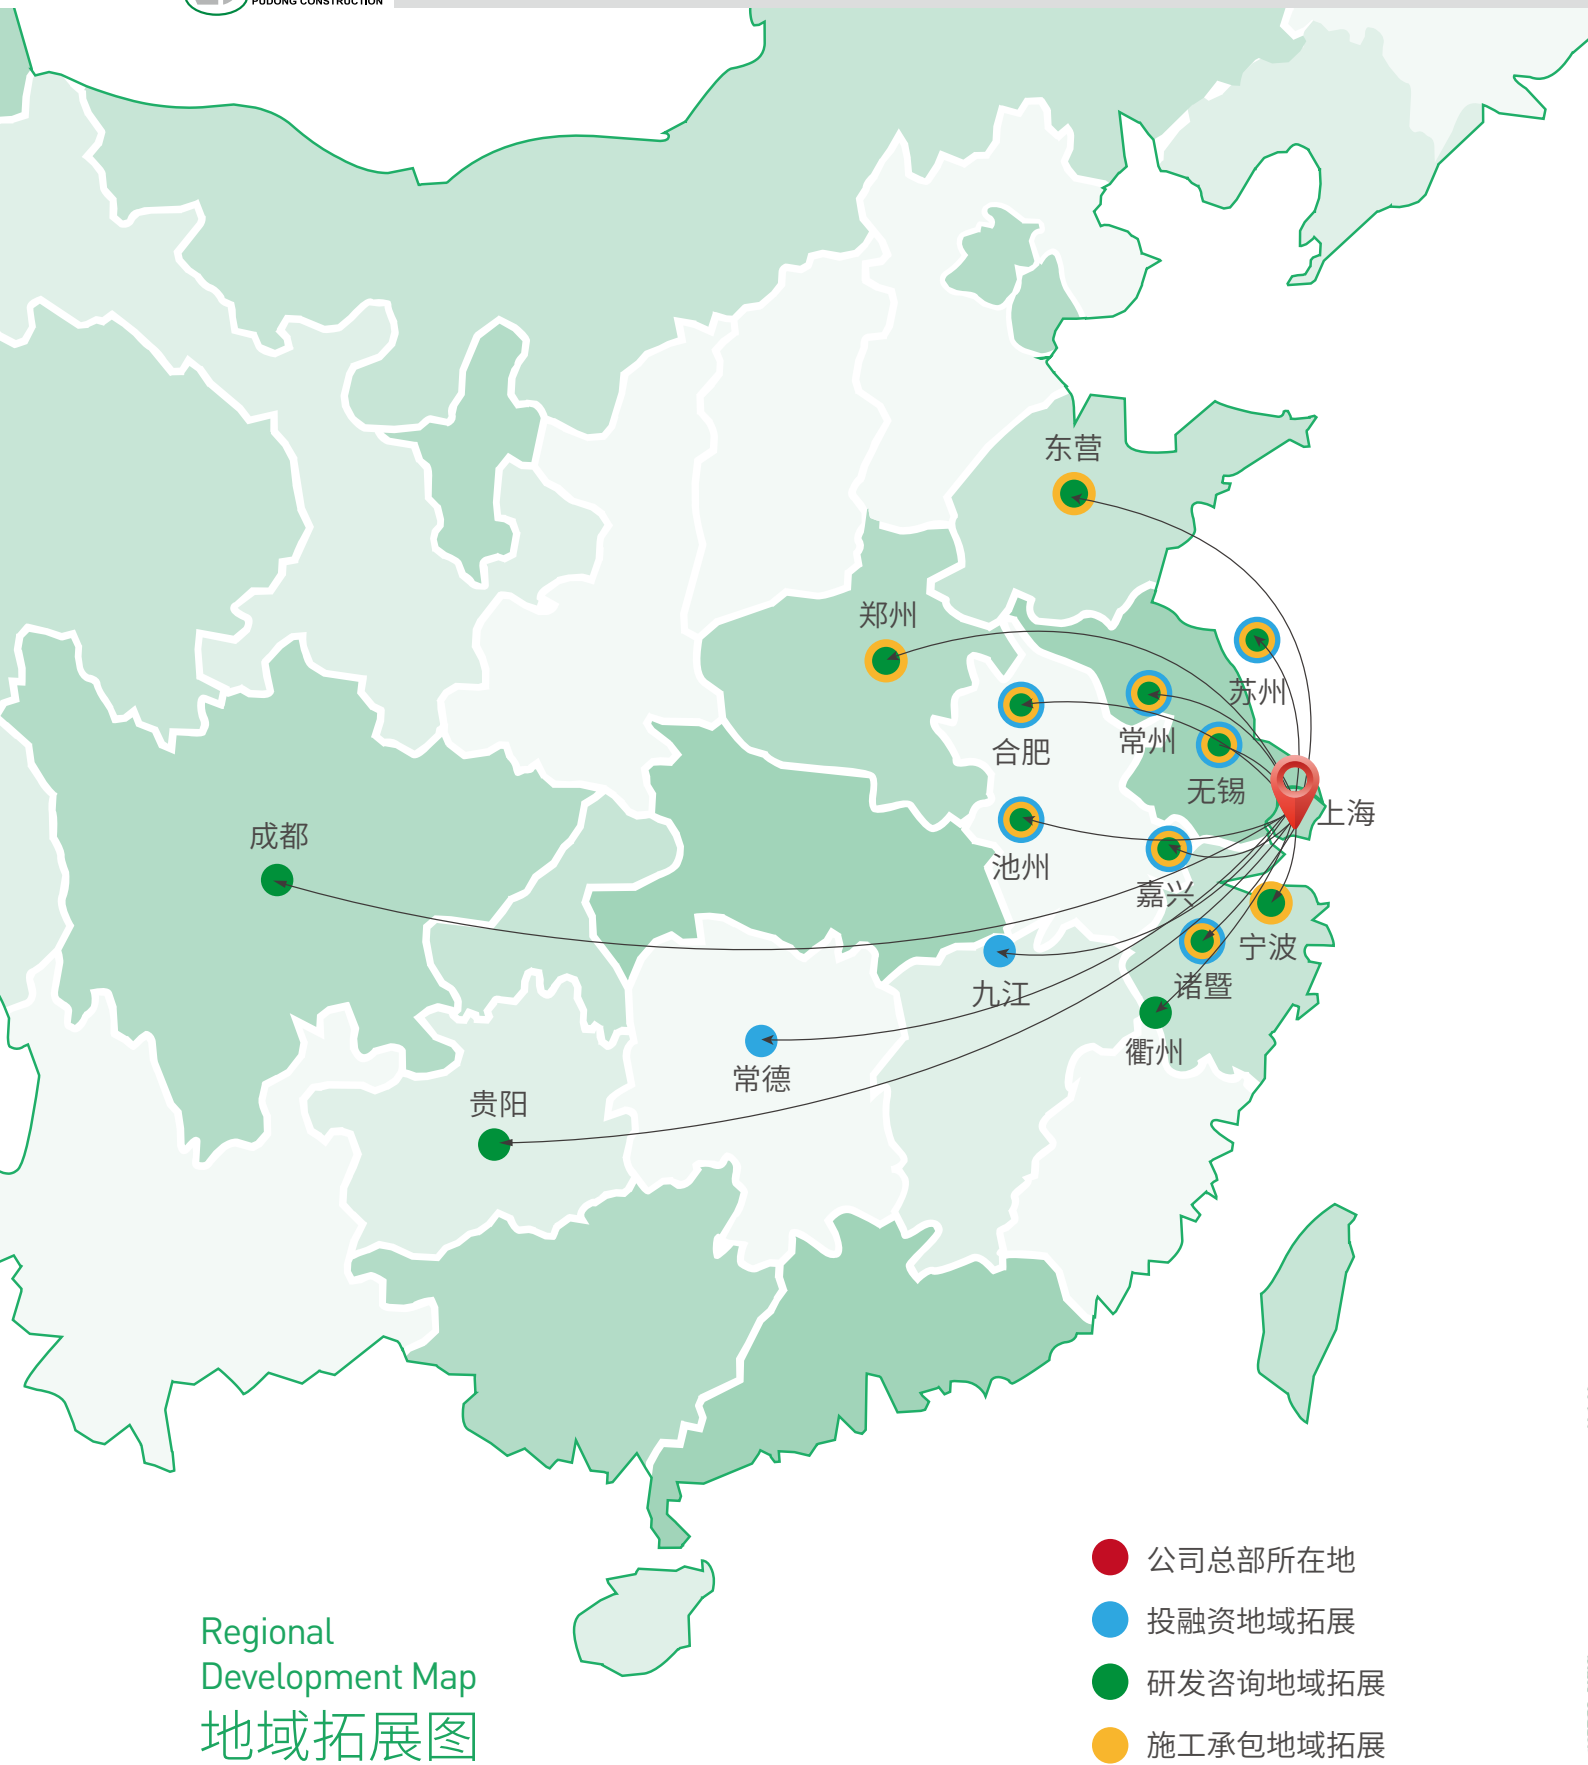 PUDONG CONSTRUCTION
东营
郑州
苏州
合肥
常州
无锡
上海
成都
池州
嘉兴
宁波
九江
诸暨
衢州
常德
贵阳
公司总部所在地
投融资地域拓展
研发咨询地域拓展
施工承包地域拓展
Regional
Development Map
地域拓展图